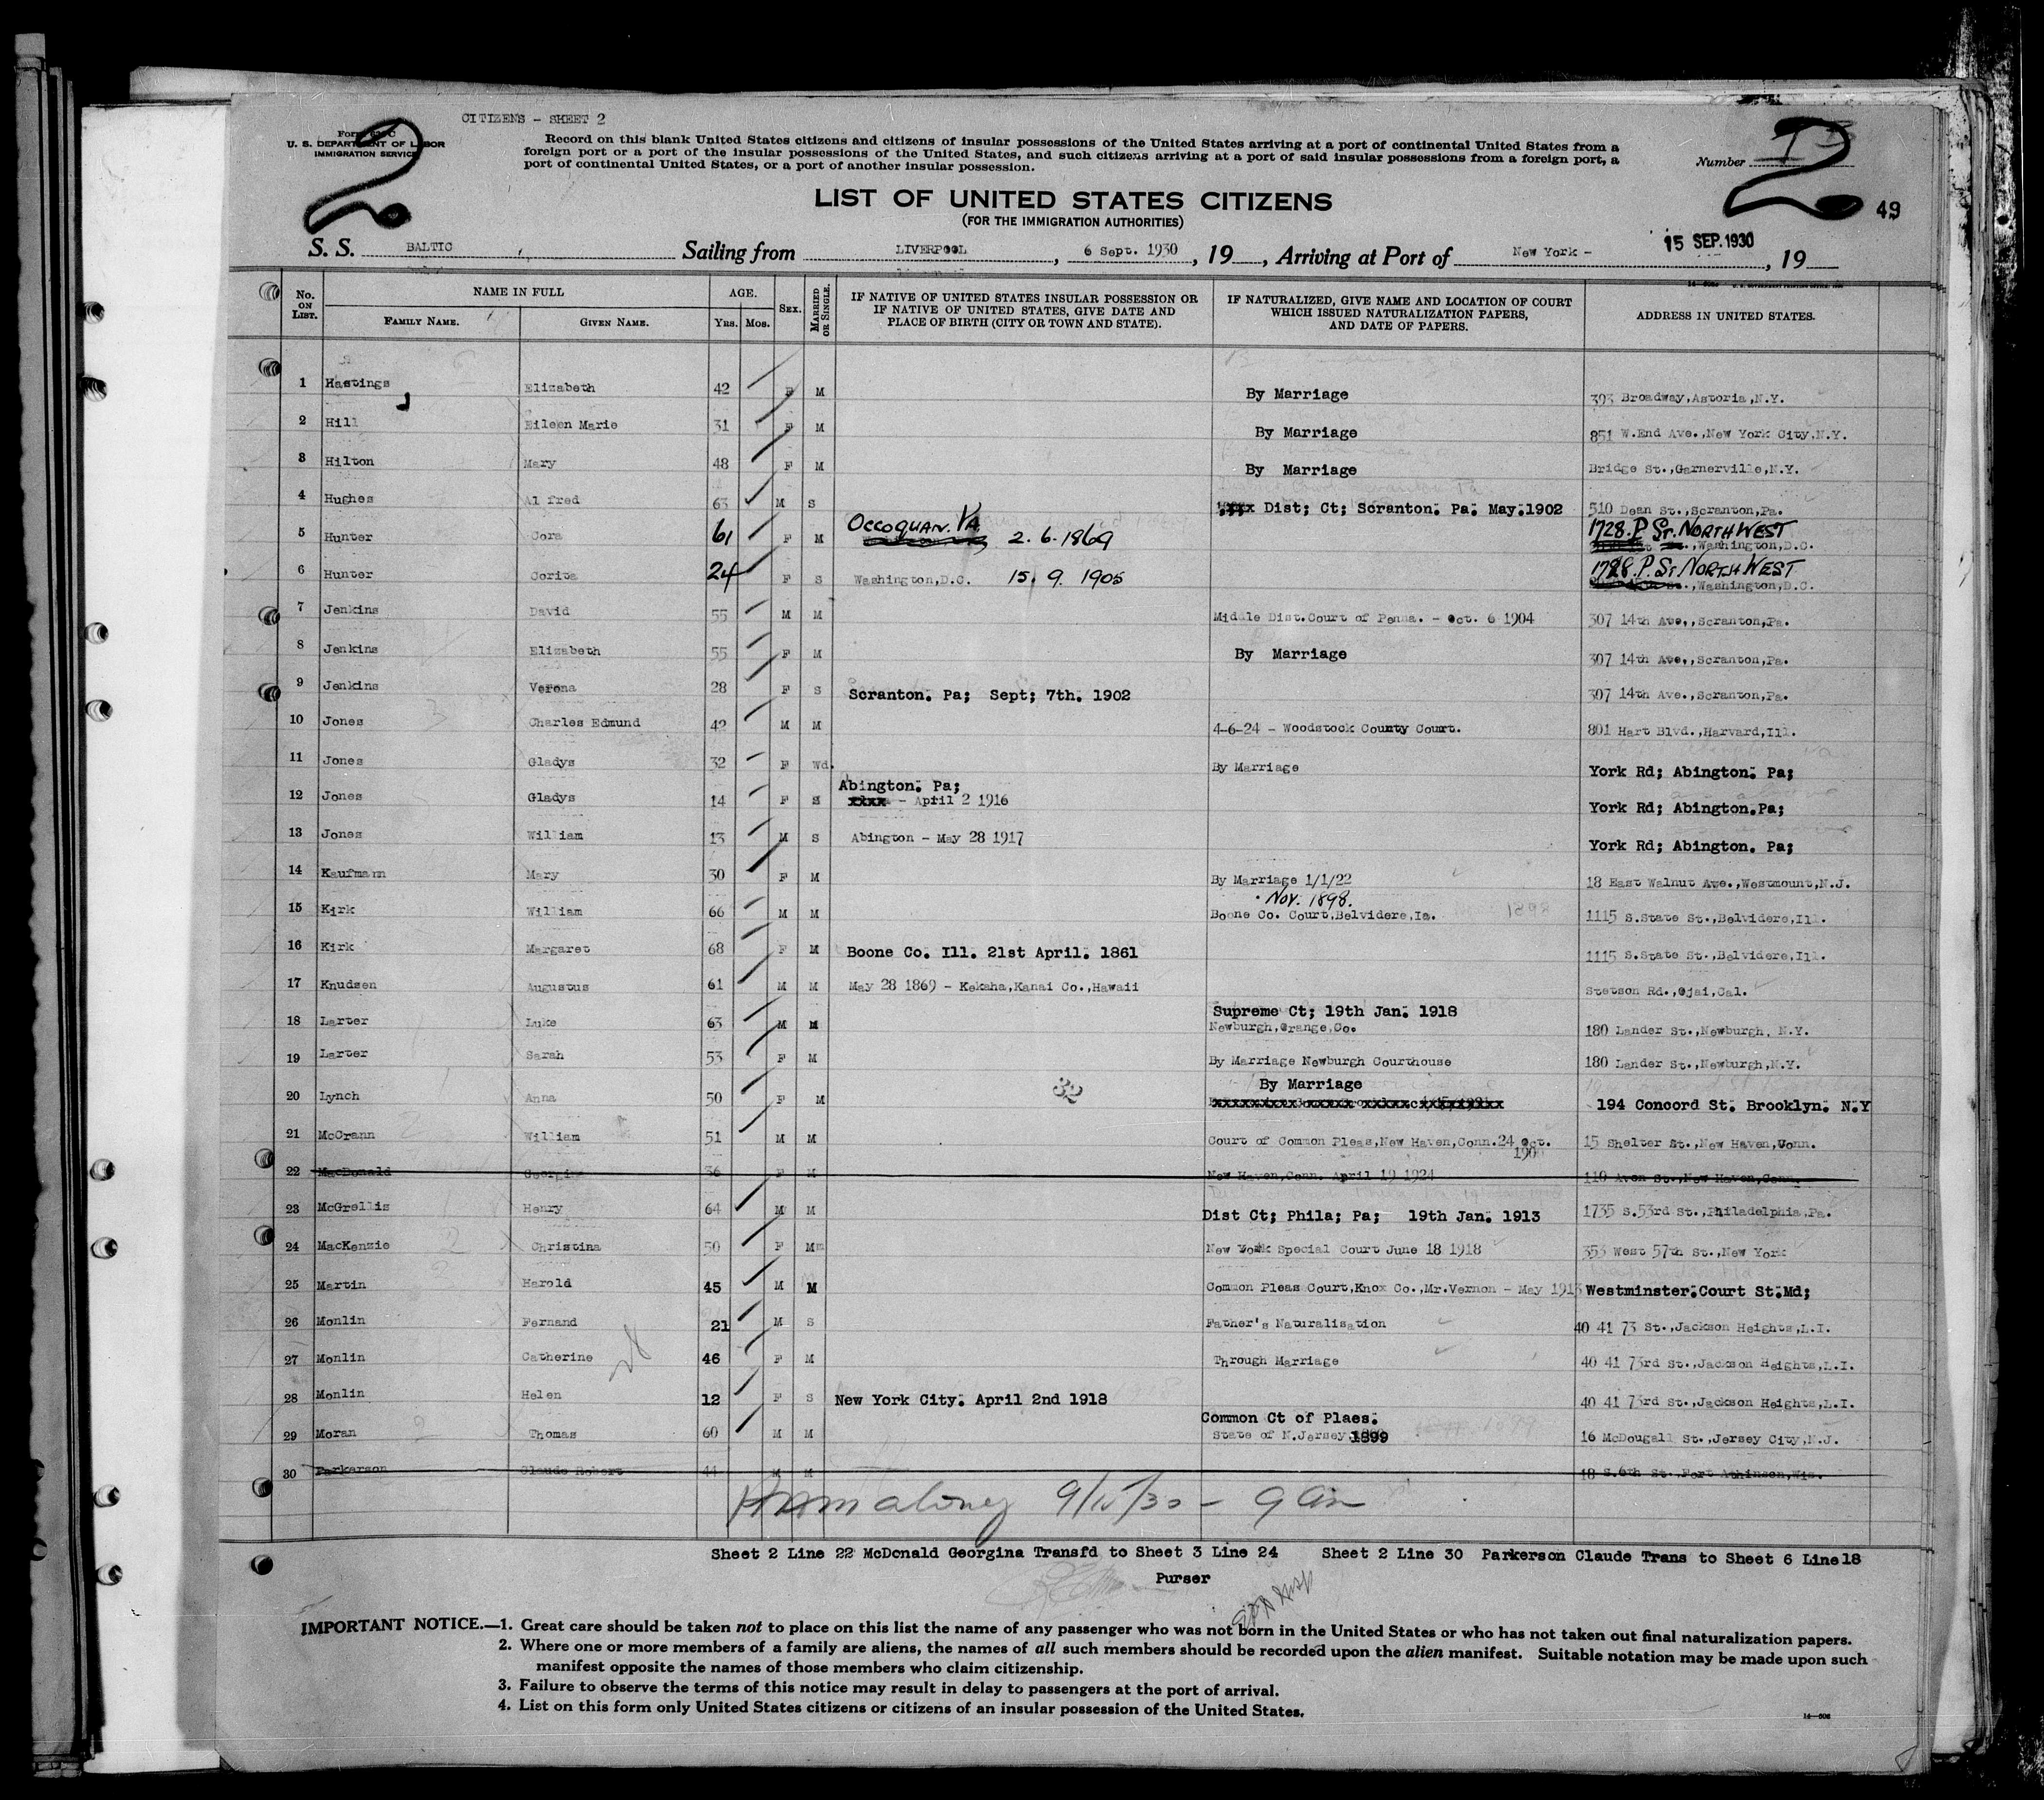 CITIZENS - SHEET 2
U. S. DEPARTMENT OF LABOR
IMMIGRATION SERVICE
2
Record on this blank United States citizens and citizens of insular possessions of the United States arriving at a port of continental United States from a
foreign port or a port of the insular possessions of the United States, and such citizens arriving at a port of said insular possessions from a foreign port, a
port of continental United States, or a port of another insular possession.
Number
2
49
LIST OF UNITED STATES CITIZENS
(FOR THE IMMIGRATION AUTHORITIES)
S. S. BALTIC Sailing from LIVERPOOL, 6 Sept. 1930, 19__, Arriving at Port of New York - 15 SEP. 1930, 19__
No. ON LIST. NAME IN FULL FAMILY NAME. GIVEN NAME. AGE. Yrs. Mos. SEX. MARRIED OR SINGLE. IF NATIVE OF UNITED STATES INSULAR POSSESSION OR IF NATIVE OF UNITED STATES, GIVE DATE AND PLACE OF BIRTH (CITY OR TOWN AND STATE). IF NATURALIZED, GIVE NAME AND LOCATION OF COURT WHICH ISSUED NATURALIZATION PAPERS, AND DATE OF PAPERS. ADDRESS IN UNITED STATES.
1 Hastings Elizabeth 42 F M By Marriage 393 Broadway, Astoria, N.Y.
2 Hill Eileen Marie 31 F M By Marriage 851 W.End Ave., New York City, N.Y.
3 Hilton Mary 48 F M By Marriage Bridge St., Garnerville, N.Y.
4 Hughes Alfred 63 M S Dist; Ct; Scranton. Pa. May.1902 510 Dean St., Scranton, Pa.
5 Hunter Cora 61 F M OCCOQUAN. VA 2.6.1869 1728. P ST. NORTH WEST Washington, D.C.
6 Hunter Corita 24 F S Washington, D.C. 15. 9. 1905 1728. P. ST NORTH WEST Washington, D.C.
7 Jenkins David 55 M M Middle Dist.Court of Penna. - Oct. 6 1904 307 14th Ave., Scranton, Pa.
8 Jenkins Elizabeth 55 F M By Marriage 307 14th Ave., Scranton, Pa.
9 Jenkins Verona 28 F S Scranton. Pa; Sept; 7th. 1902 307 14th Ave., Scranton, Pa.
10 Jones Charles Edmund 42 M M 4-6-24 - Woodstock County Court. 801 Hart Blvd., Harvard, Ill.
11 Jones Gladys 32 F Wd. By Marriage York Rd; Abington. Pa;
12 Jones Gladys 14 F S Abington. Pa; xxxx - April 2 1916 York Rd; Abington.Pa;
13 Jones William 13 M S Abington - May 28 1917 York Rd; Abington. Pa;
14 Kaufmann Mary 30 F M By Marriage 1/1/22 18 East Walnut Ave., Westmount, N.J.
15 Kirk William 66 M M Nov. 1898. Boone Co. Court, Belvidere, Ia. 1898 1115 S.State St., Belvidere, Ill.
16 Kirk Margaret 68 F M Boone Co. Ill. 21st April. 1861 1115 S.State St., Belvidere, Ill.
17 Knudsen Augustus 61 M M May 28 1869 - Kekaha, Kanai Co., Hawaii Stetson Rd., Ojai, Cal.
18 Larter Luke 63 M M Supreme Ct; 19th Jan. 1918 Newburgh, Orange, Co. 180 Lander St., Newburgh, N.Y.
19 Larter Sarah 53 F M By Marriage Newburgh Courthouse 180 Lander St., Newburgh, N.Y.
20 Lynch Anna 50 F M By Marriage 194 Concord St. Brooklyn. N.Y
21 McCrann William 51 M M Court of Common Pleas, New Haven, Conn. 24 Oct. 1900 15 Shelter St., New Haven, Conn.
22 MacDonald Georgina 36 F M New Haven, Conn. April 19 1924 110 Avon St., New Haven, Conn.
23 McGrellis Henry 64 M M Dist Ct; Phila; Pa; 19th Jan. 1913 1735 S.53rd St., Philadelphia, Pa.
24 MacKenzie Christina 50 F M New York Special Court June 18 1918 353 West 57th St., New York
25 Martin Harold 45 M M Common Pleas Court, Knox Co., Mr.Vernon - May 1913 Westminster.Court St.Md;
26 Monlin Fernand 21 M S Father's Naturalisation 40 41 73 St., Jackson Heights, L.I.
27 Monlin Catherine 46 F M Through Marriage 40 41 73rd St., Jackson Heights, L.I.
28 Monlin Helen 12 F S New York City. April 2nd 1918 40 41 73rd St., Jackson Heights, L.I.
29 Moran Thomas 60 M M Common Ct of Plaes. State of N.Jersey 1899 16 McDougall St., Jersey City, N.J.
30 Parkerson Claude Robert 44 M M 18 S.6th St., Fort Athinson, Wis.
9/15/30 - 9 am
Sheet 2 Line 22 McDonald Georgina Transfd to Sheet 3 Line 24 Sheet 2 Line 30 Parkerson Claude Trans to Sheet 6 Line 18
Purser
IMPORTANT NOTICE.—1. Great care should be taken not to place on this list the name of any passenger who was not born in the United States or who has not taken out final naturalization papers.
2. Where one or more members of a family are aliens, the names of all such members should be recorded upon the alien manifest. Suitable notation may be made upon such
manifest opposite the names of those members who claim citizenship.
3. Failure to observe the terms of this notice may result in delay to passengers at the port of arrival.
4. List on this form only United States citizens or citizens of an insular possession of the United States.